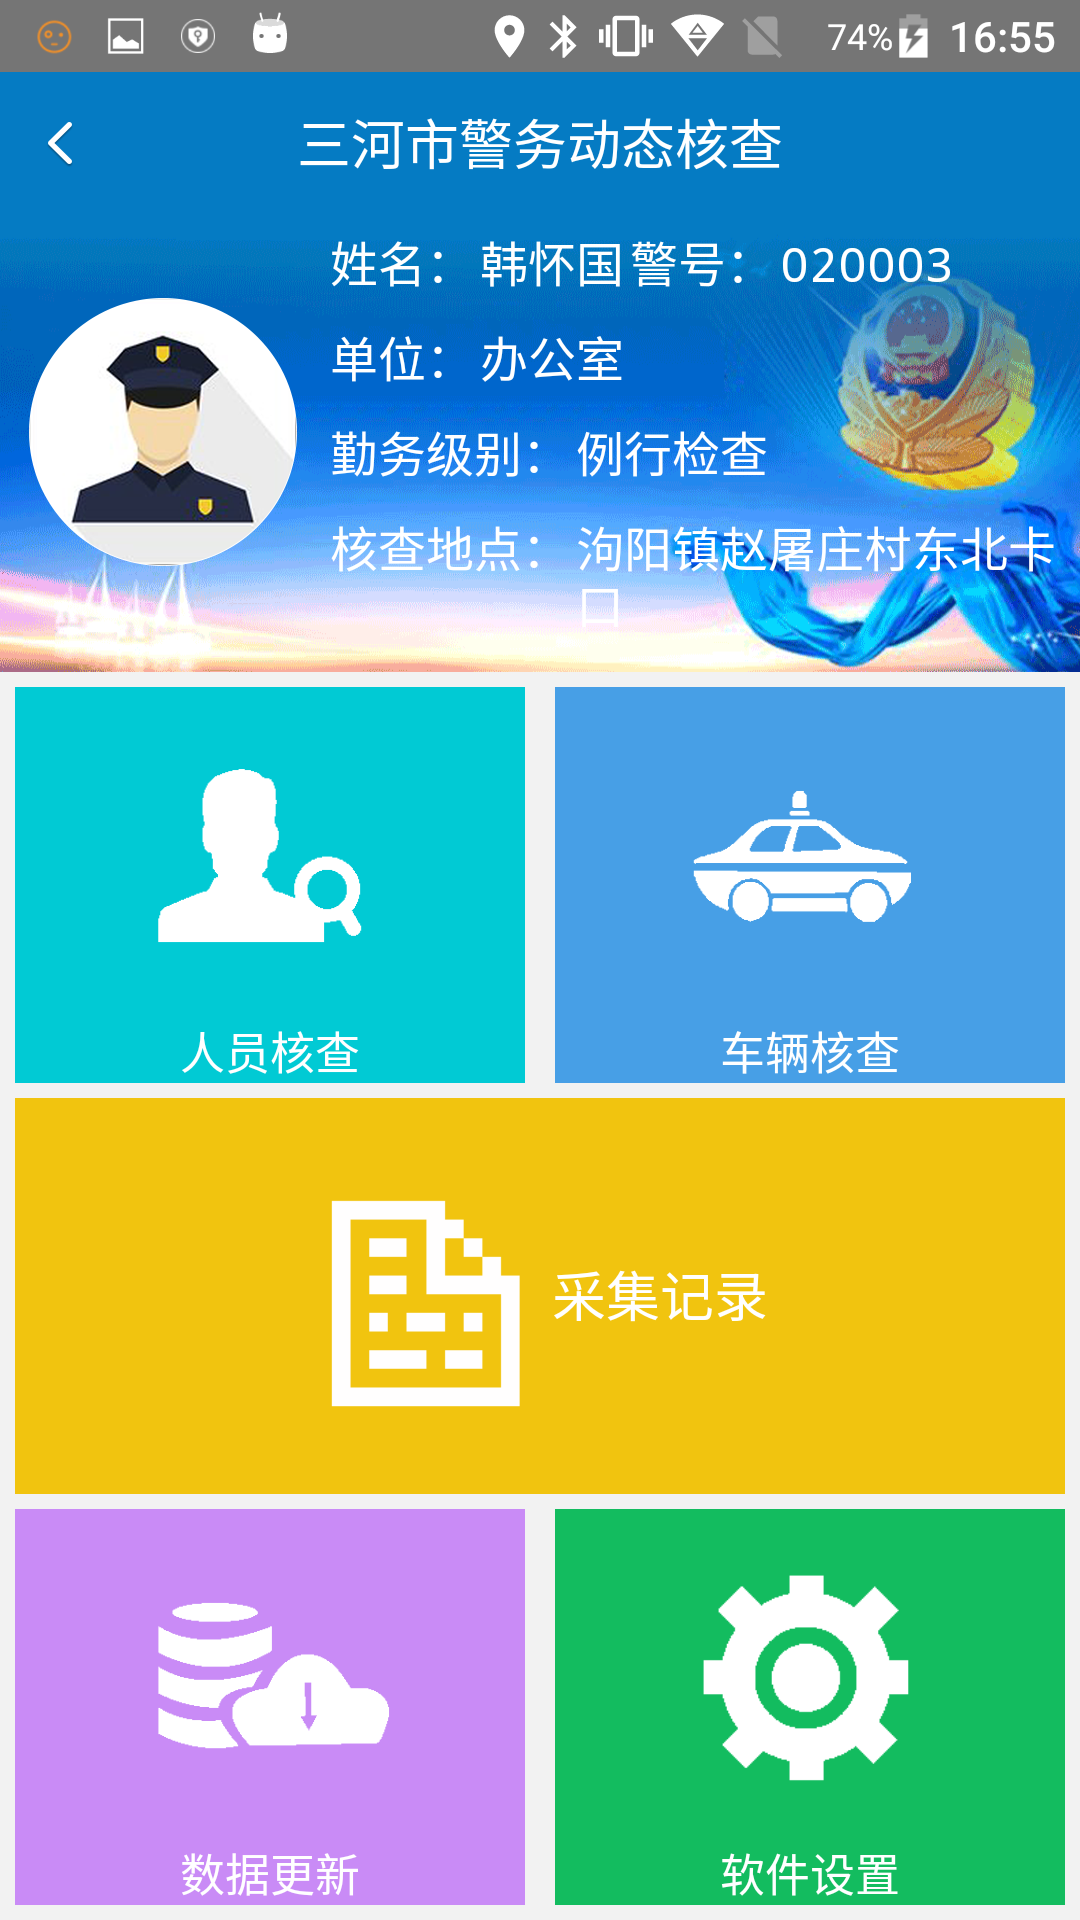 74% 16:55
三河市警务动态核查
姓名： 韩怀国 警号： 020003
单位： 办公室
勤务级别： 例行检查
核查地点： 泃阳镇赵屠庄村东北卡
口
人员核查
车辆核查
采集记录
数据更新
软件设置